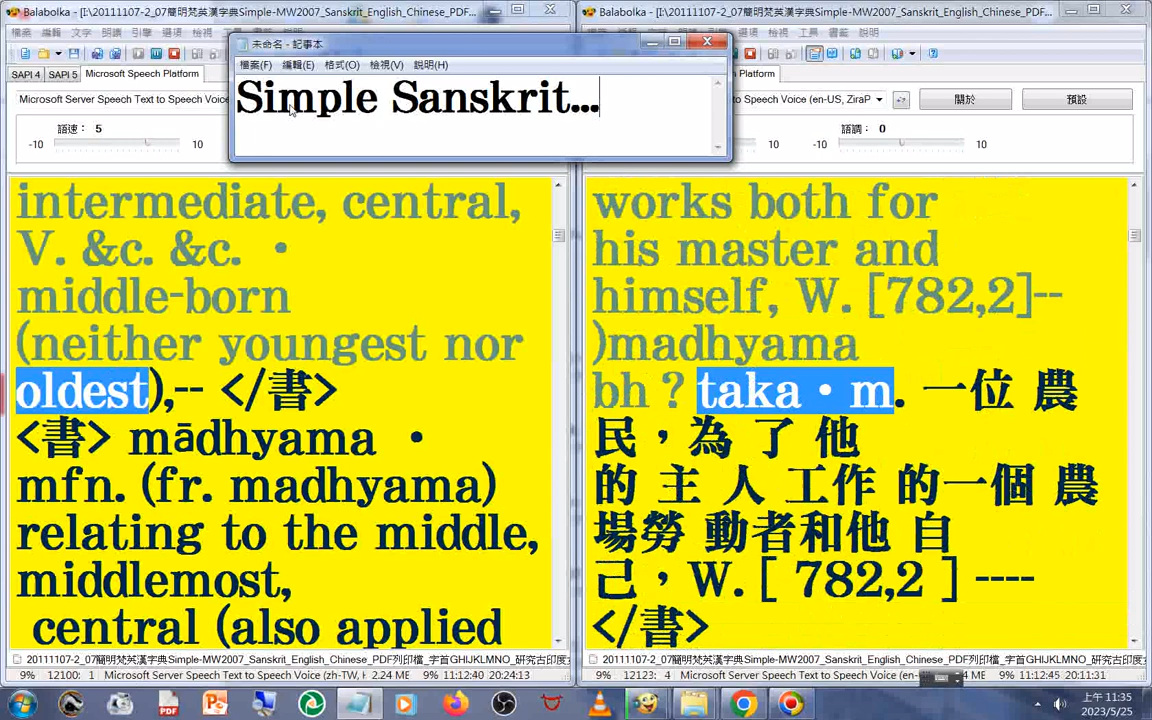 Balabolka - [I:\20111107-2_07簡明梵英漢字典Simple-MW2007_Sanskrit_English_Chinese_PDF...
Balabolka - [I:\20111107-2_07簡明梵英漢字典Simple-MW2007_Sanskrit_English_Chinese_PDF...
未命名 - 記事本
檔案(F) 編輯(E) 格式(O) 檢視(V) 說明(H)
Simple Sanskrit...
SAPI 4 SAPI 5 Microsoft Speech Platform
Platform
Microsoft Server Speech Text to Speech Voice
to Speech Voice (en-US, ZiraP
關於
預設
語速： 5
-10 10
語調： 0
10 -10 10
intermediate, central,
V. &c. &c. •
middle-born
(neither youngest nor
oldest),-- </書>
<書> mādhyama •
mfn. (fr. madhyama)
relating to the middle,
middlemost,
central (also applied
works both for
his master and
himself, W. [782,2]--
)madhyama
bh ? taka • m. 一位 農
民，為 了 他
的 主 人 工作 的一個 農
場勞 動者和他 自
己，W. [ 782,2 ] ----
</書>
20111107-2_07簡明梵英漢字典Simple-MW2007_Sanskrit_English_Chinese_PDF列印檔_字首GHIJKLMNO_研究古印度
20111107-2_07簡明梵英漢字典Simple-MW2007_Sanskrit_English_Chinese_PDF列印檔_字首GHIJKLMNO_研究古印度
9% 12100: 1 Microsoft Server Speech Text to Speech Voice (zh-TW, 2.24 ME 9% 11:12:40 20:24:13
9% 12123: 4 Microsoft Server Speech Text to Speech 2.24 ME 9% 11:12:45 20:11:31
上午 11:35
2023/5/25